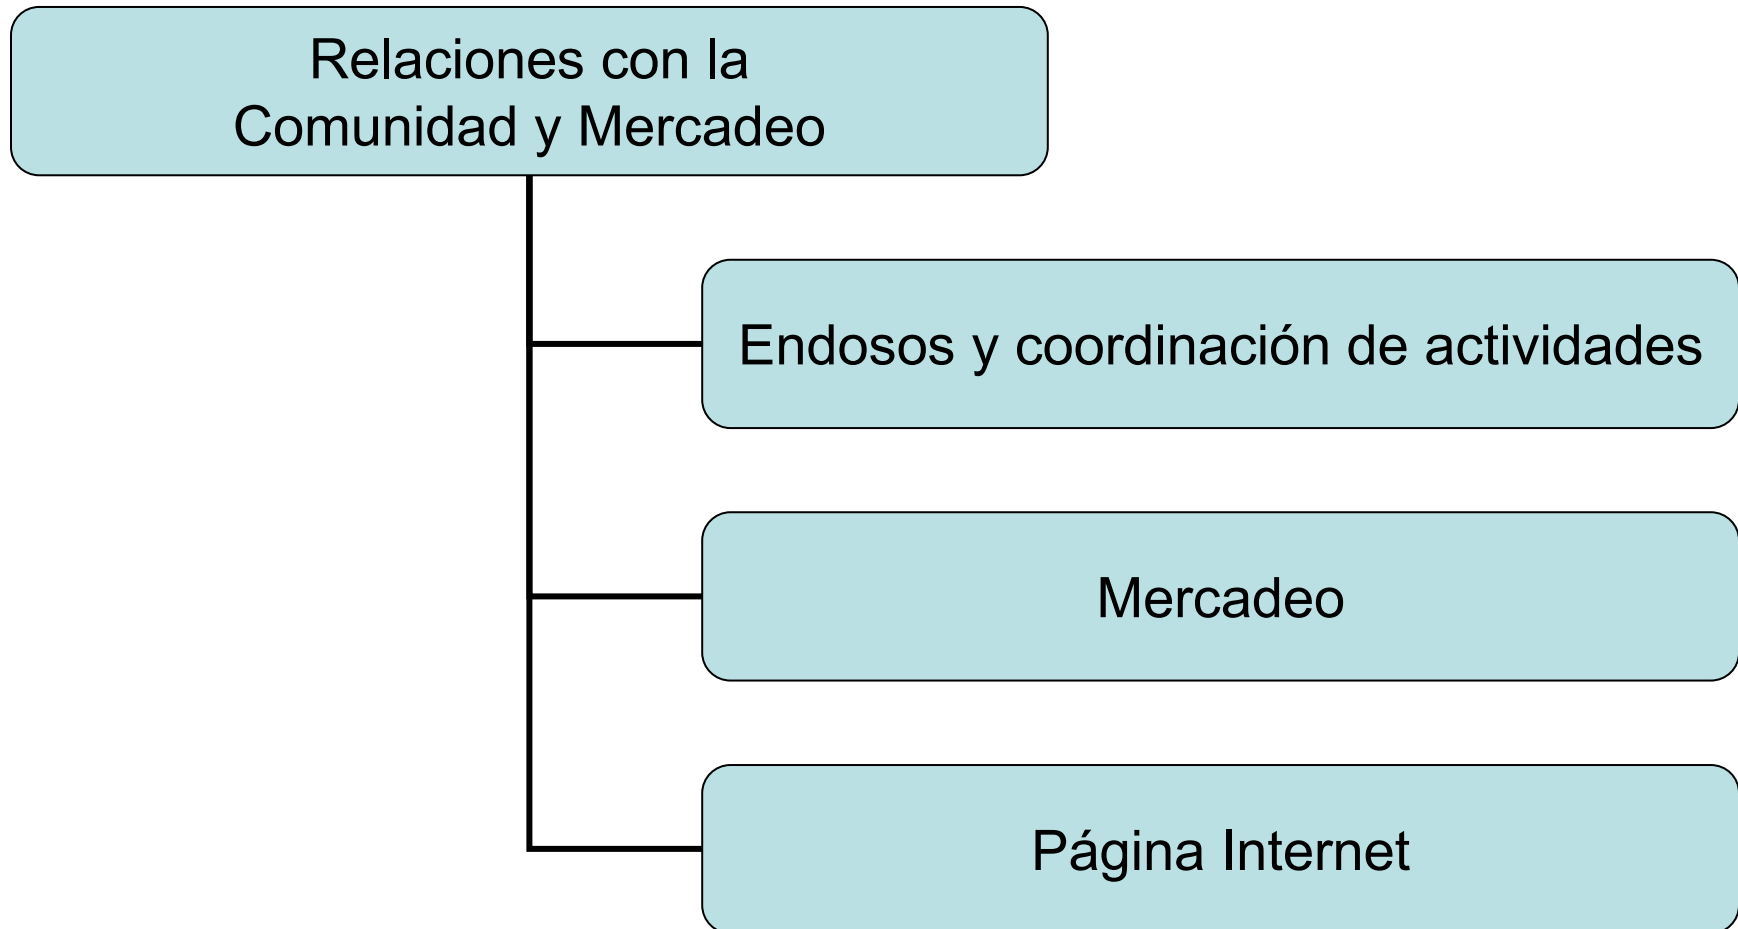 Relaciones con la
Comunidad y Mercadeo
Endosos y coordinación de actividades
Mercadeo
Página Internet